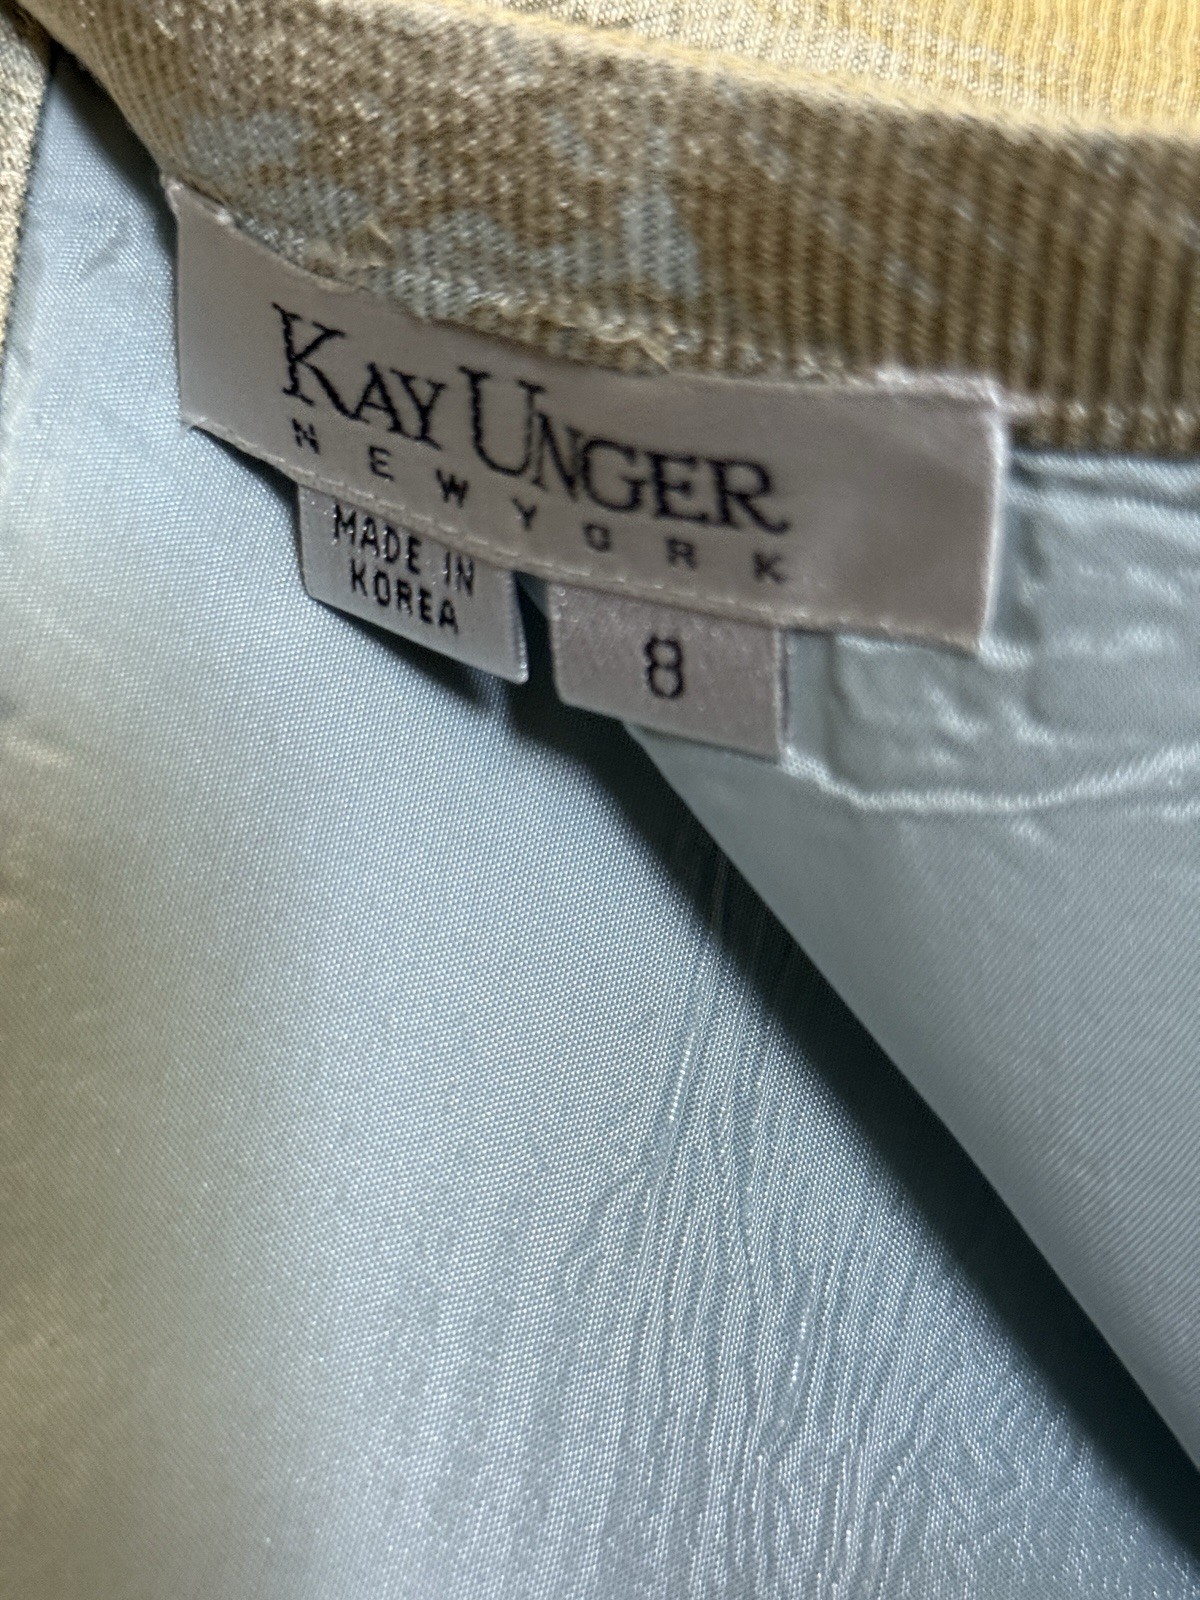 KAY UNGER
NEW YORK
MADE IN
KOREA
8